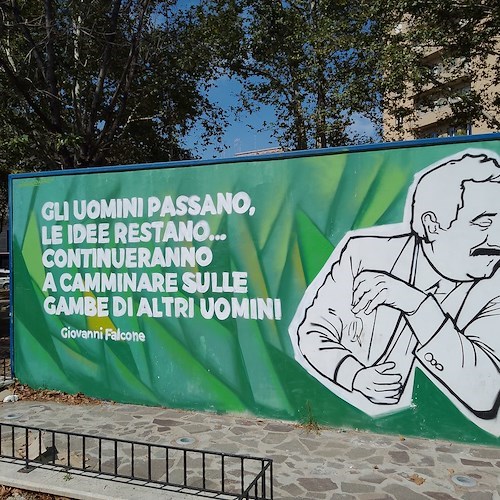 GLI UOMINI PASSANO,
LE IDEE RESTANO...
CONTINUERANNO
A CAMMINARE SULLE
GAMBE DI ALTRI UOMINI
Giovanni Falcone